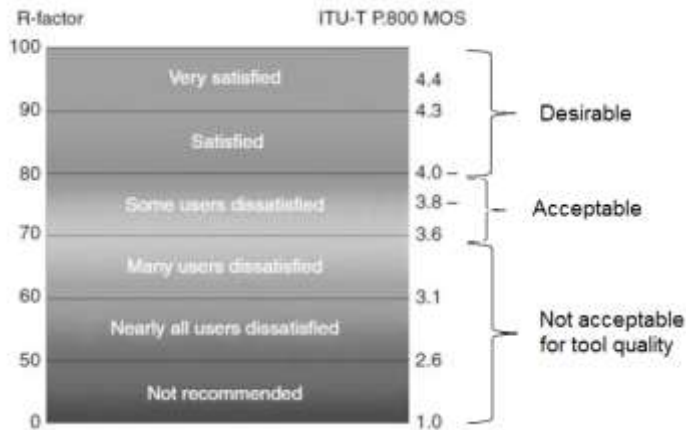 R-factor ITU-T P.800 MOS
100
Very satisfied 4.4
90 4.3
Satisfied Desirable
80 4.0
Some users dissatisfied 3.8 Acceptable
70 3.6
Many users dissatisfied
60 3.1
Nearly all users dissatisfied Not acceptable
for tool quality
50 2.6
Not recommended
0 1.0